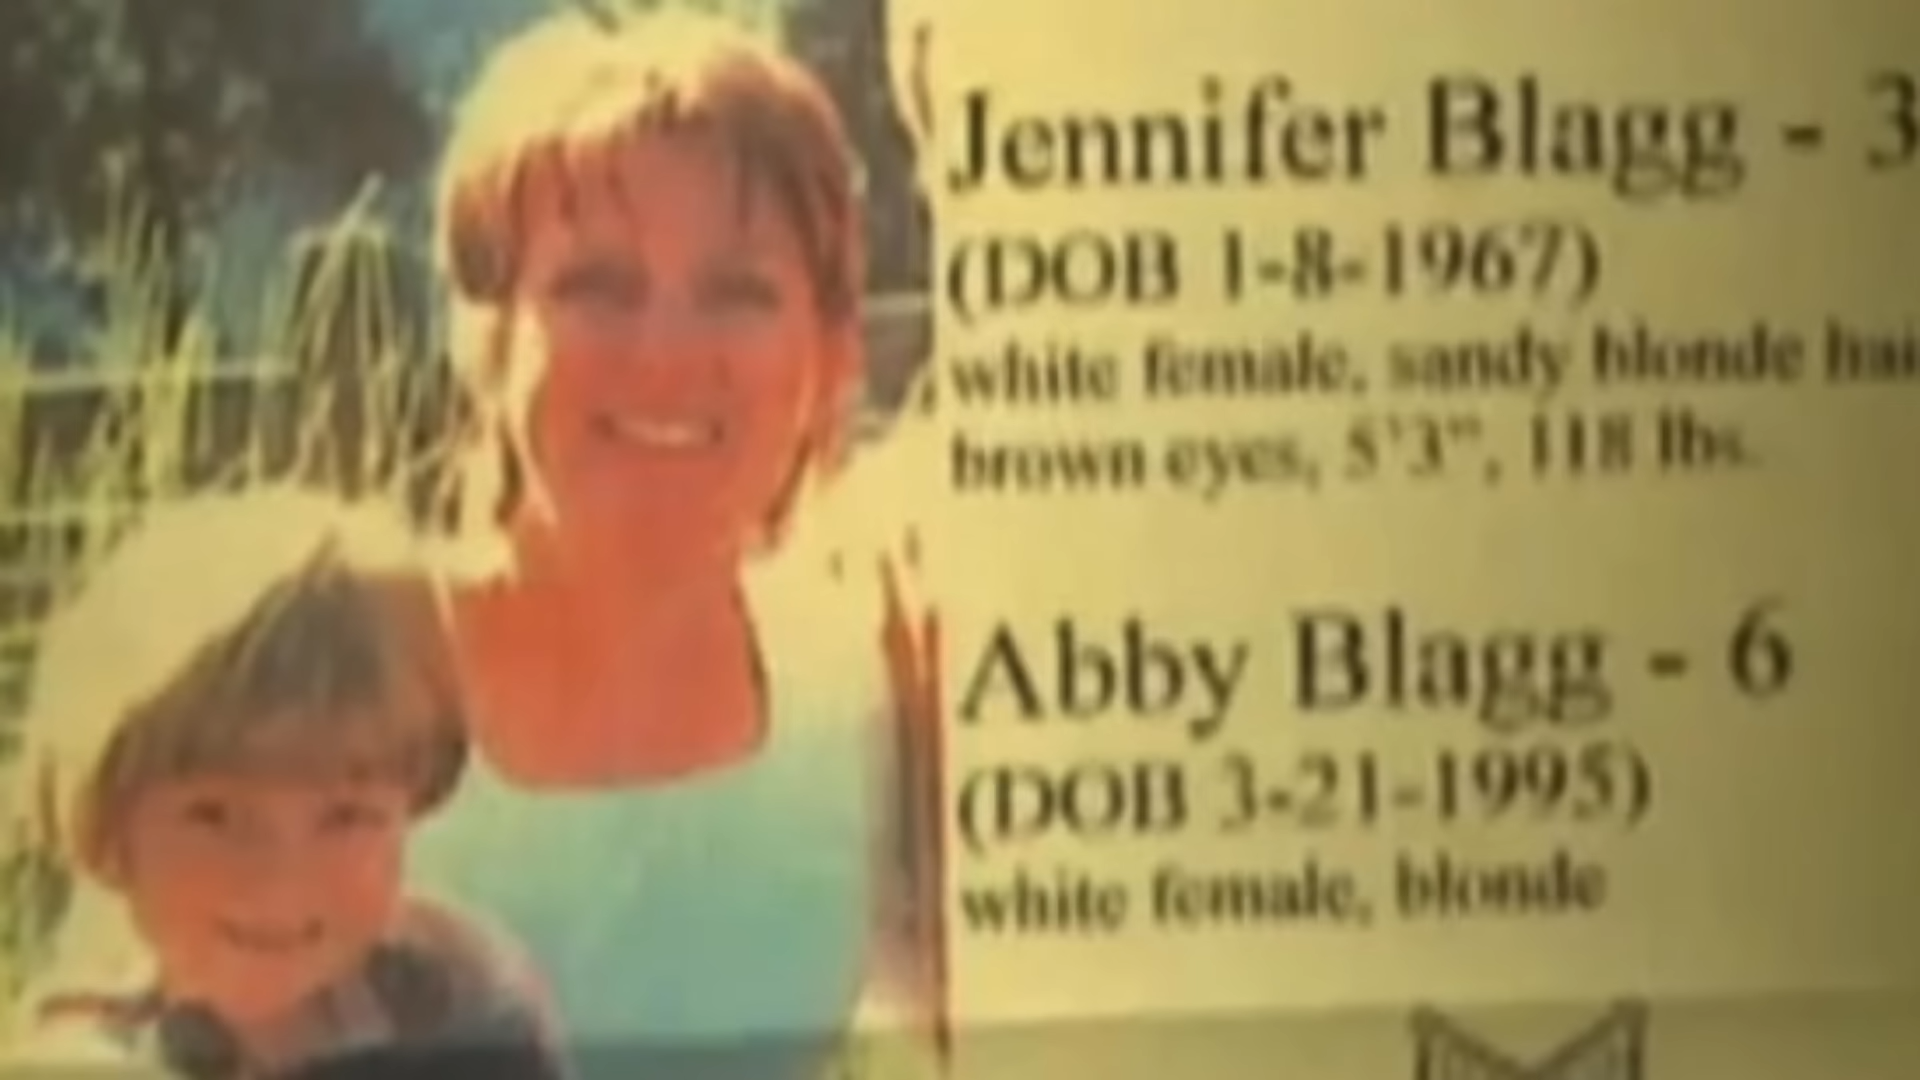 Jennifer Blagg - 3
(DOB 1-8-1967)
white female, sandy blonde hai
brown eyes, 5'3", 118 lbs.
Abby Blagg - 6
(DOB 3-21-1995)
white female, blonde